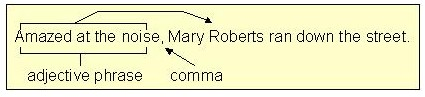 Amazed at the noise, Mary Roberts ran down the street.
adjective phrase comma